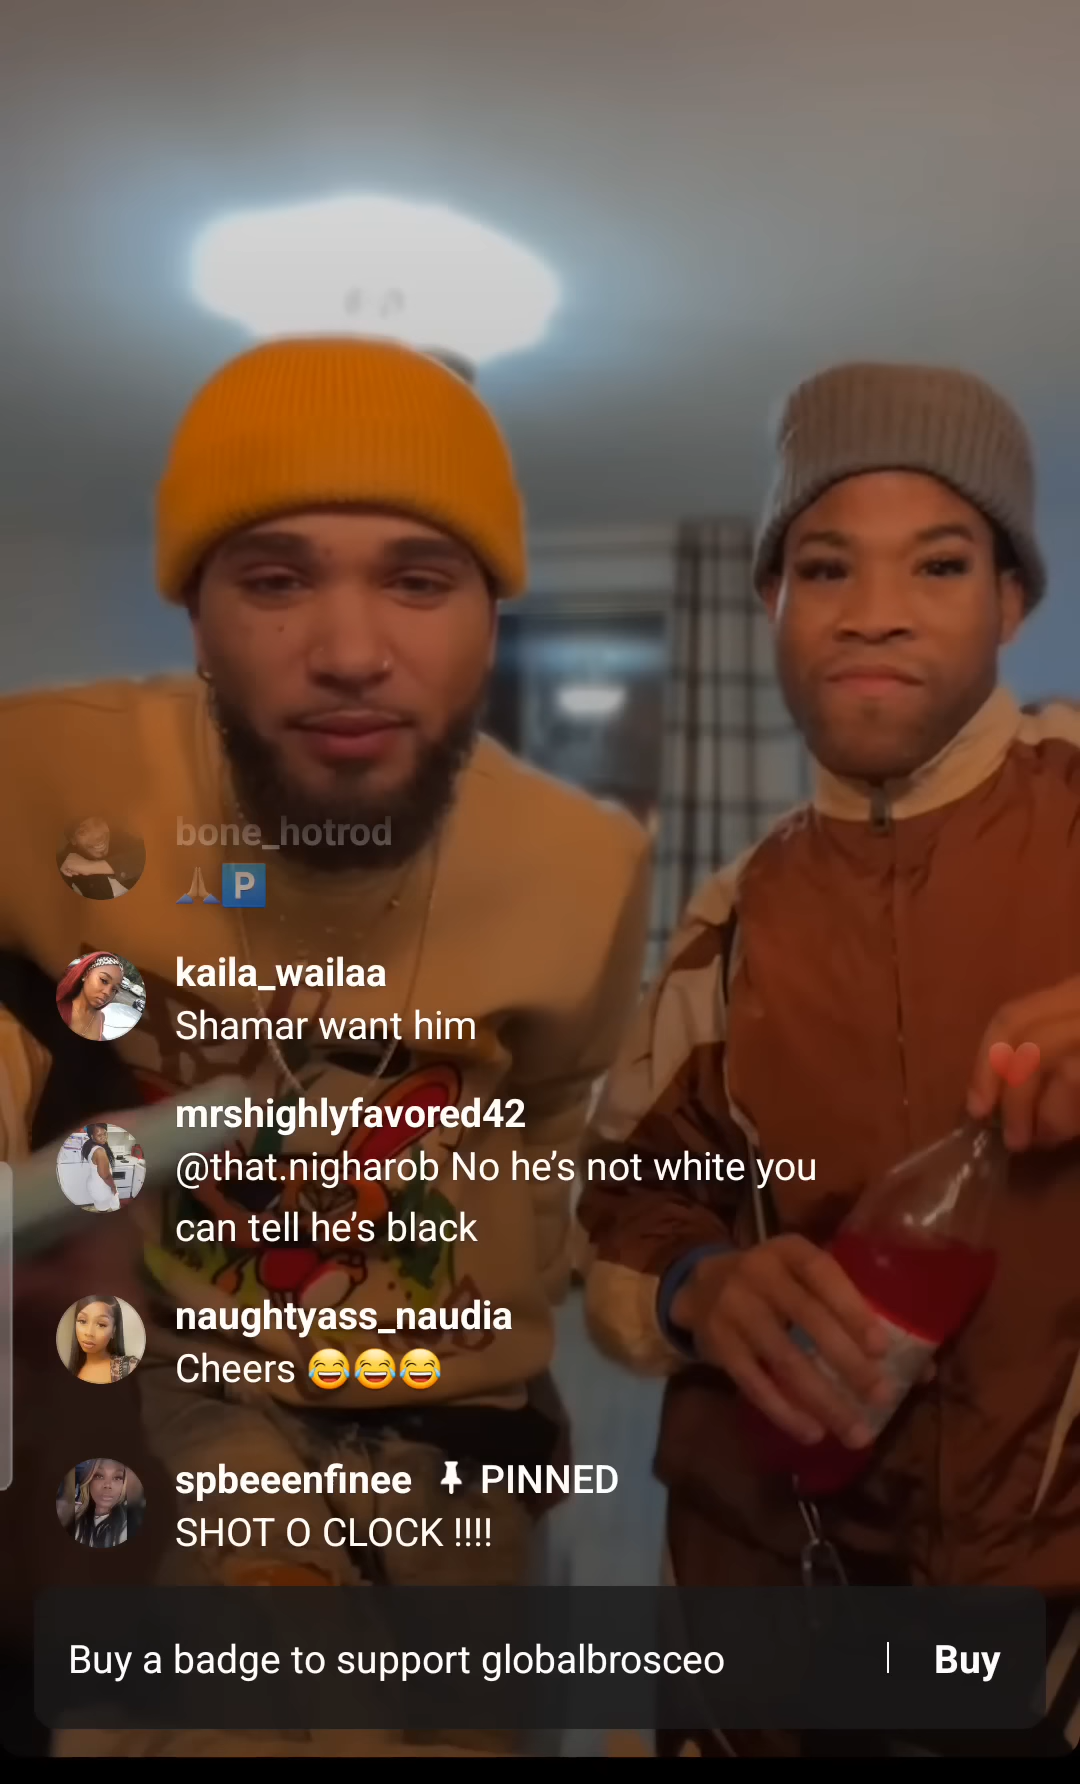 bone_hotrod
🙏🏼🅿️
kaila_wailaa
Shamar want him
mrshighlyfavored42
@that.nigharob No he’s not white you
can tell he’s black
naughtyass_naudia
Cheers 😂😂😂
spbeeenfinee 📌 PINNED
SHOT O CLOCK !!!!
Buy a badge to support globalbrosceo | Buy